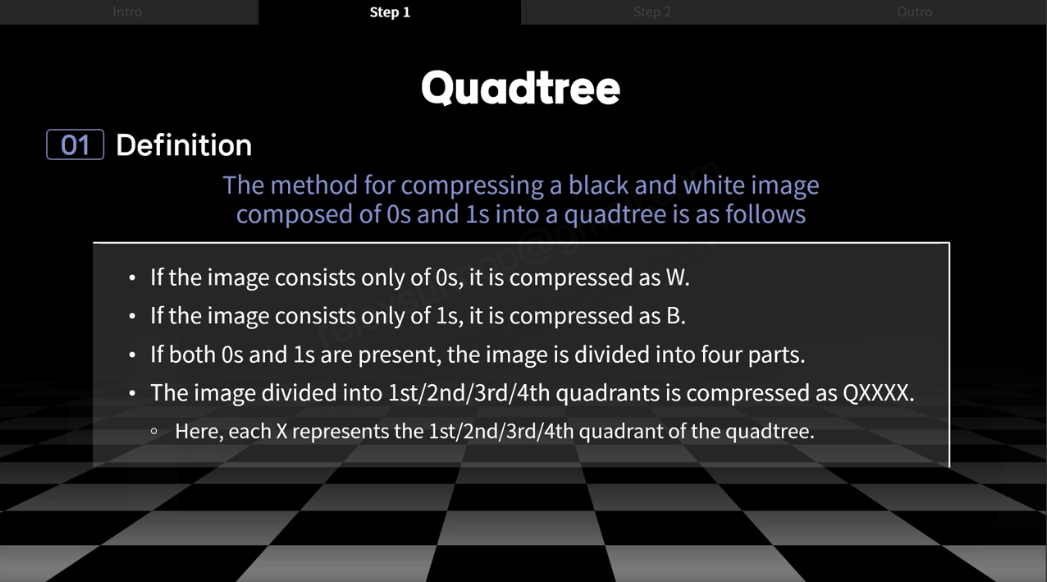 Intro
Step 1
Step 2
Outro
Quadtree
01 Definition
The method for compressing a black and white image
composed of 0s and 1s into a quadtree is as follows
• If the image consists only of 0s, it is compressed as W.
• If the image consists only of 1s, it is compressed as B.
• If both 0s and 1s are present, the image is divided into four parts.
• The image divided into 1st/2nd/3rd/4th quadrants is compressed as QXXXX.
◦ Here, each X represents the 1st/2nd/3rd/4th quadrant of the quadtree.